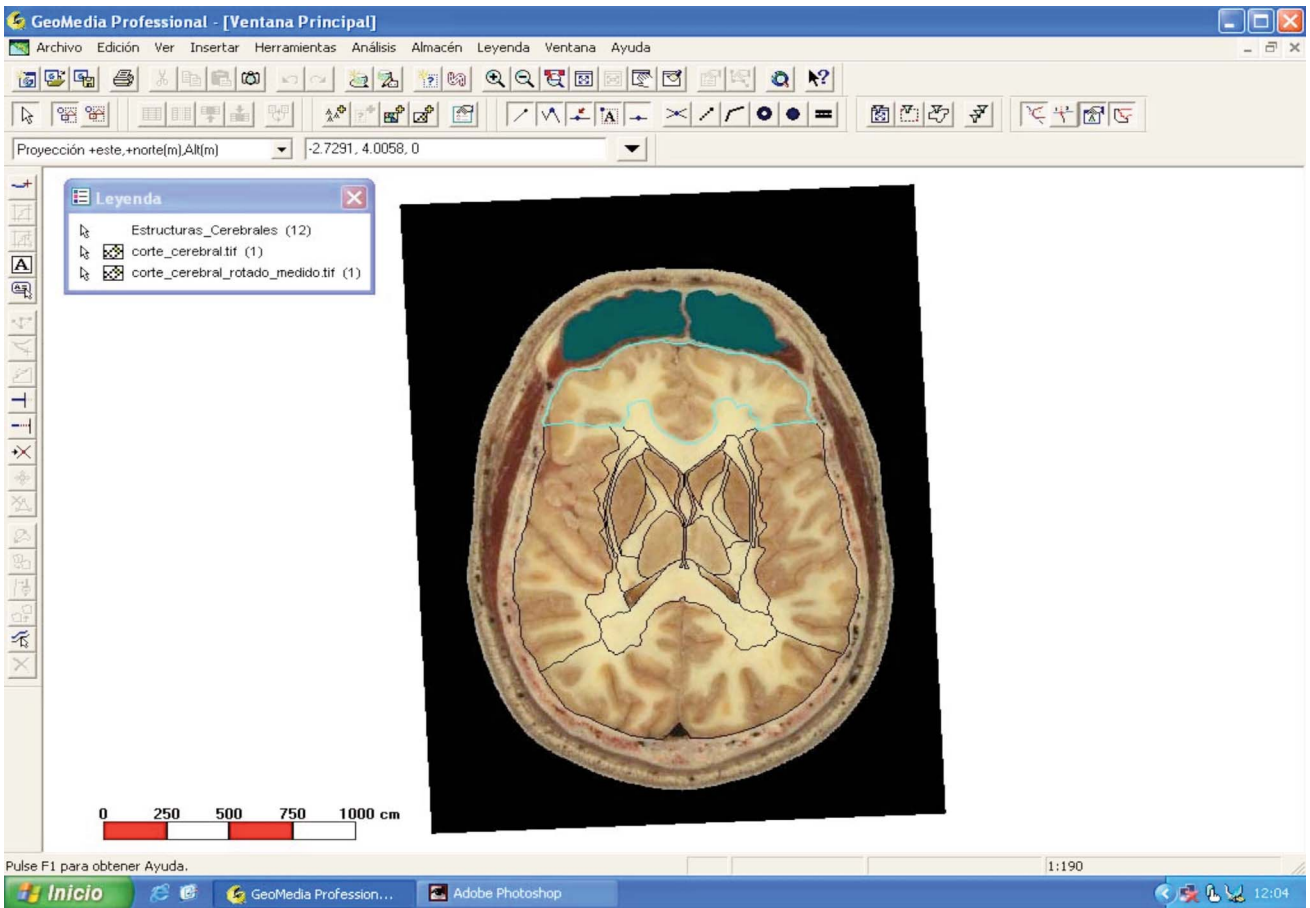 GeoMedia Professional - [Ventana Principal]
Archivo Edición Ver Insertar Herramientas Análisis Almacén Leyenda Ventana Ayuda
Proyección +este,+norte(m),Alt(m) -2.7291, 4.0058, 0
Leyenda
Estructuras_Cerebrales (12)
corte_cerebral.tif (1)
corte_cerebral_rotado_medido.tif (1)
0 250 500 750 1000 cm
Pulse F1 para obtener Ayuda. 1:190
Inicio GeoMedia Profession... Adobe Photoshop 12:04